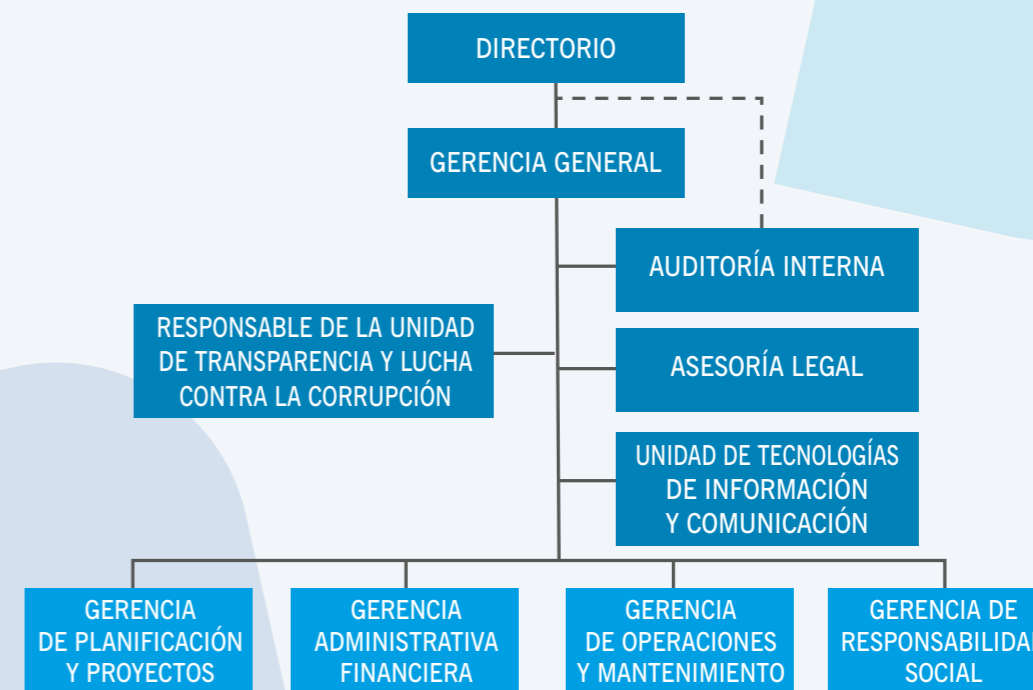 DIRECTORIO
GERENCIA GENERAL
AUDITORÍA INTERNA
RESPONSABLE DE LA UNIDAD
DE TRANSPARENCIA Y LUCHA
CONTRA LA CORRUPCIÓN
ASESORÍA LEGAL
UNIDAD DE TECNOLOGÍAS
DE INFORMACIÓN
Y COMUNICACIÓN
GERENCIA
DE PLANIFICACIÓN
Y PROYECTOS
GERENCIA
ADMINISTRATIVA
FINANCIERA
GERENCIA
DE OPERACIONES
Y MANTENIMIENTO
GERENCIA DE
RESPONSABILIDA
SOCIAL